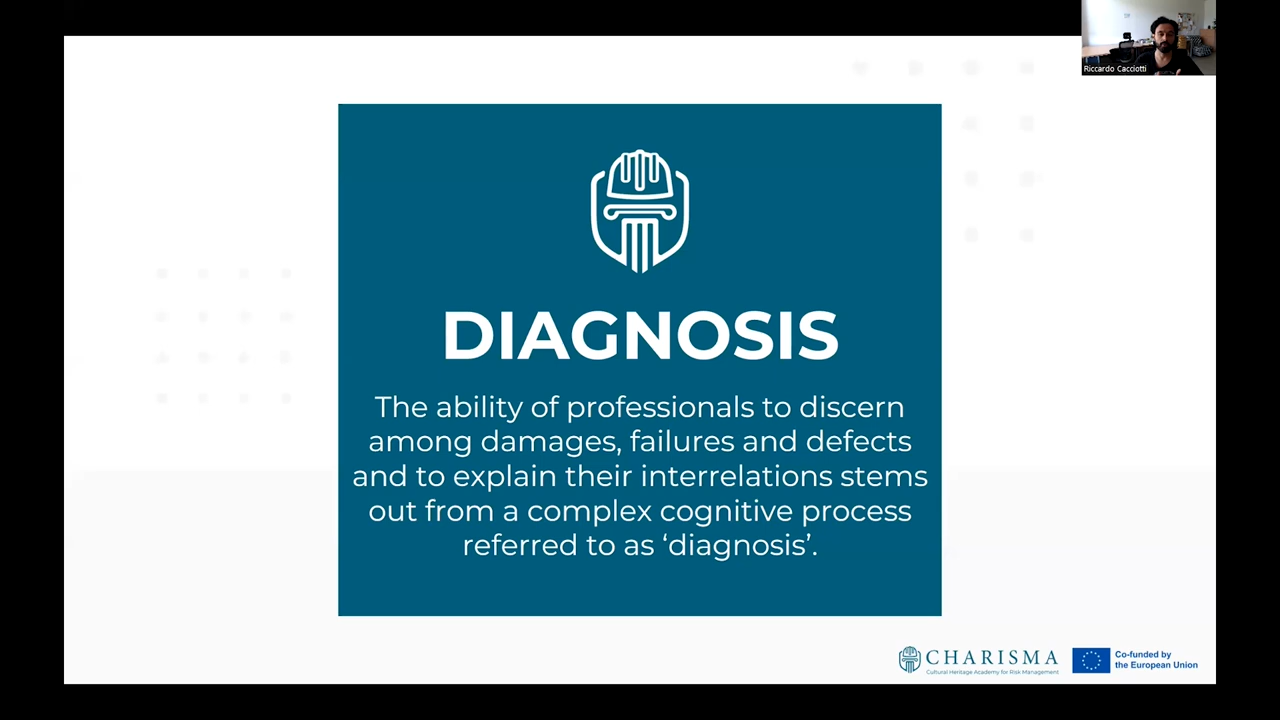 Riccardo Cacciotti
DIAGNOSIS
The ability of professionals to discern
among damages, failures and defects
and to explain their interrelations stems
out from a complex cognitive process
referred to as ‘diagnosis’.
CHARISMA
Cultural Heritage Academy for Risk Management
Co-funded by
the European Union